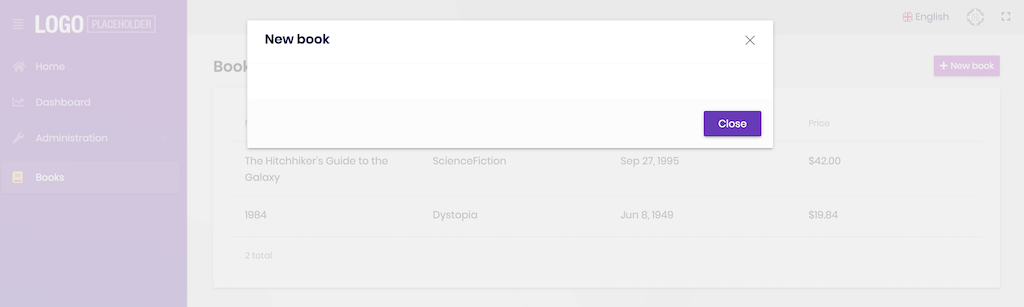 LOGO PLACEHOLDER
English
New book
Home
Book
+ New book
Dashboard
Close
Price
Administration
The Hitchhiker's Guide to the
Galaxy
ScienceFiction
Sep 27, 1995
$42.00
Books
1984
Dystopia
Jun 8, 1949
$19.84
2 total